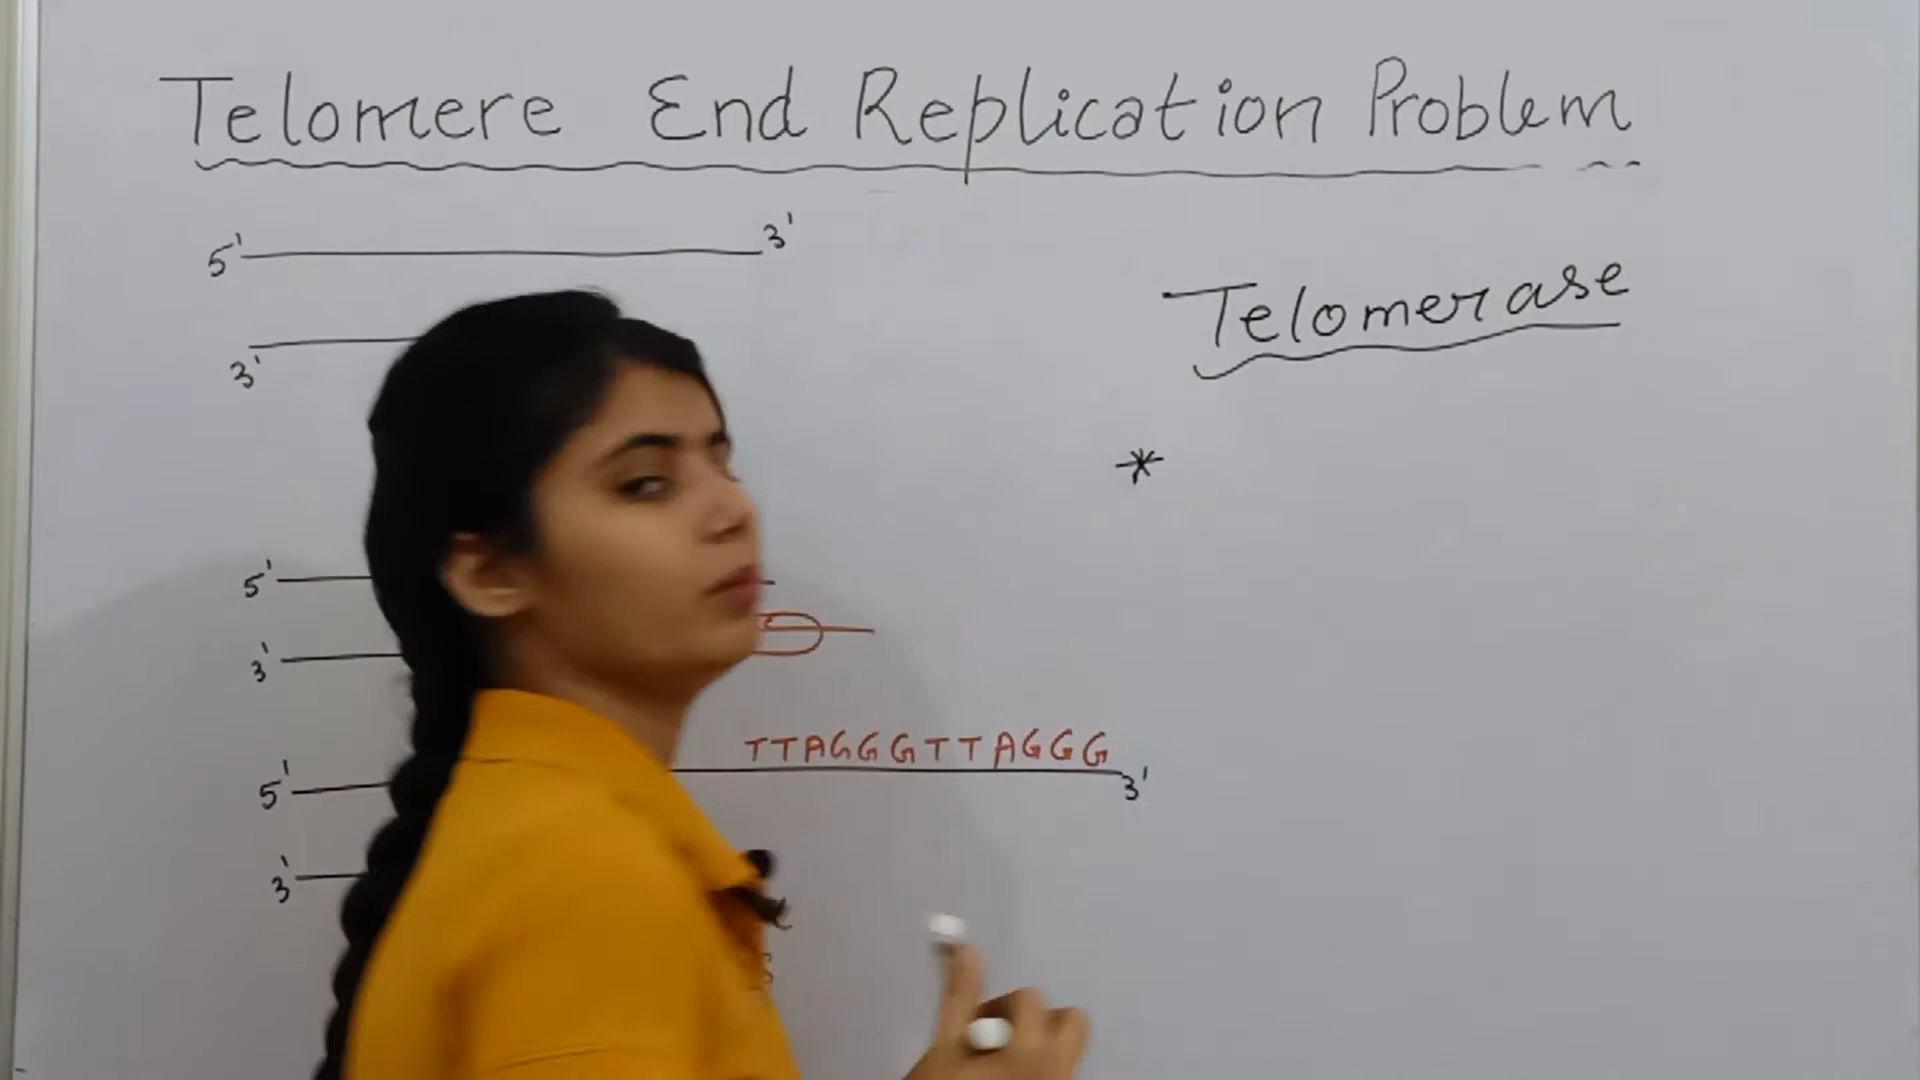 Telomere End Replication Problem
5' 3'
Telomerase
3'
*
5'
3'
TTAGGGTTAGGG
5' 3'
3'